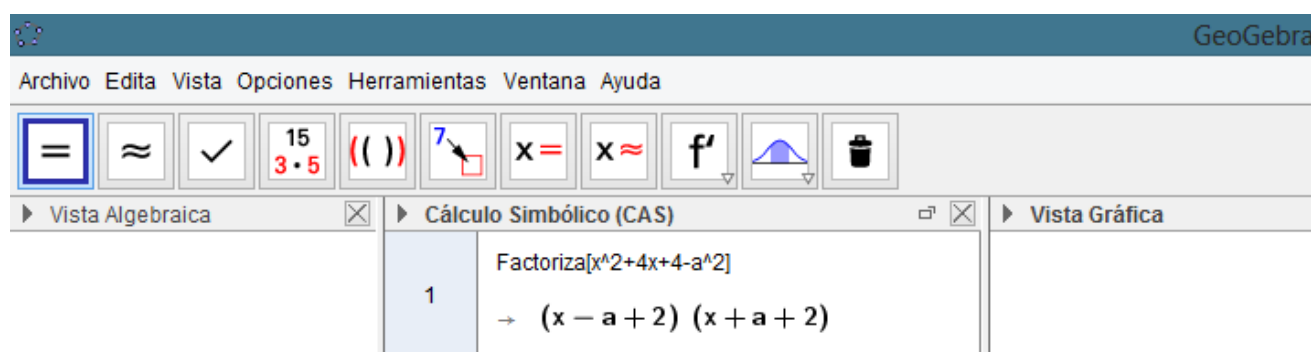 GeoGebra
Archivo Edita Vista Opciones Herramientas Ventana Ayuda
= ≈ ✓ 15 3•5 (( )) 7 x= x≈ f′
Vista Algebraica
Cálculo Simbólico (CAS)
Vista Gráfica
1
Factoriza[x^2+4x+4-a^2]
→ (x – a + 2) (x + a + 2)